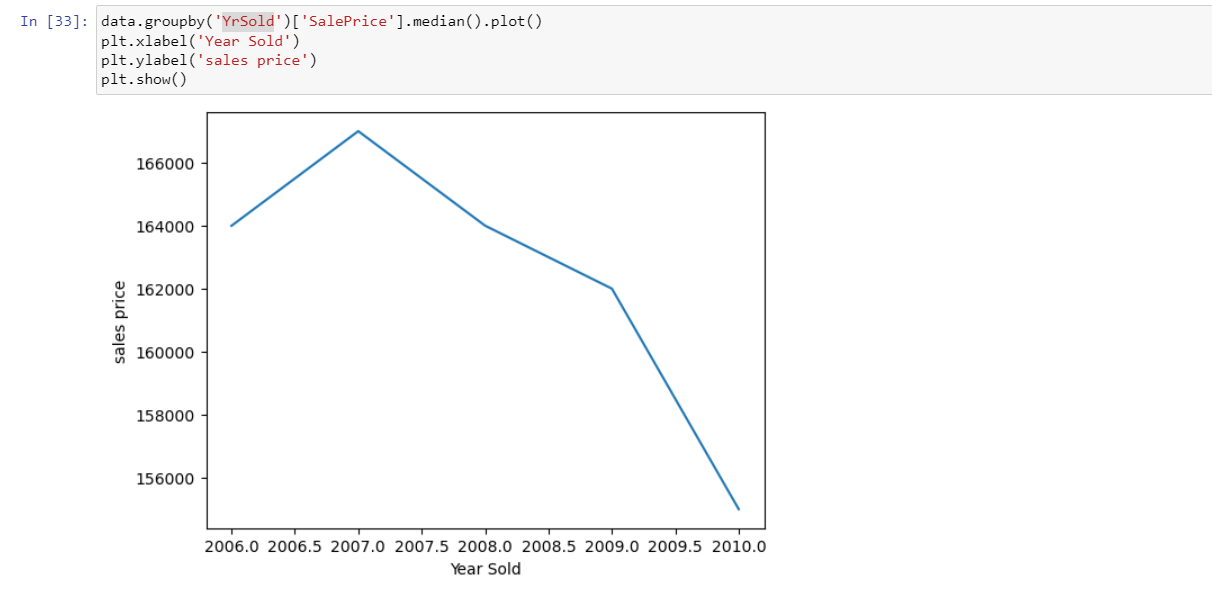 In [33]: data.groupby('YrSold')['SalePrice'].median().plot()
plt.xlabel('Year Sold')
plt.ylabel('sales price')
plt.show()
166000
164000
162000
160000
158000
156000
sales price
2006.0 2006.5 2007.0 2007.5 2008.0 2008.5 2009.0 2009.5 2010.0
Year Sold